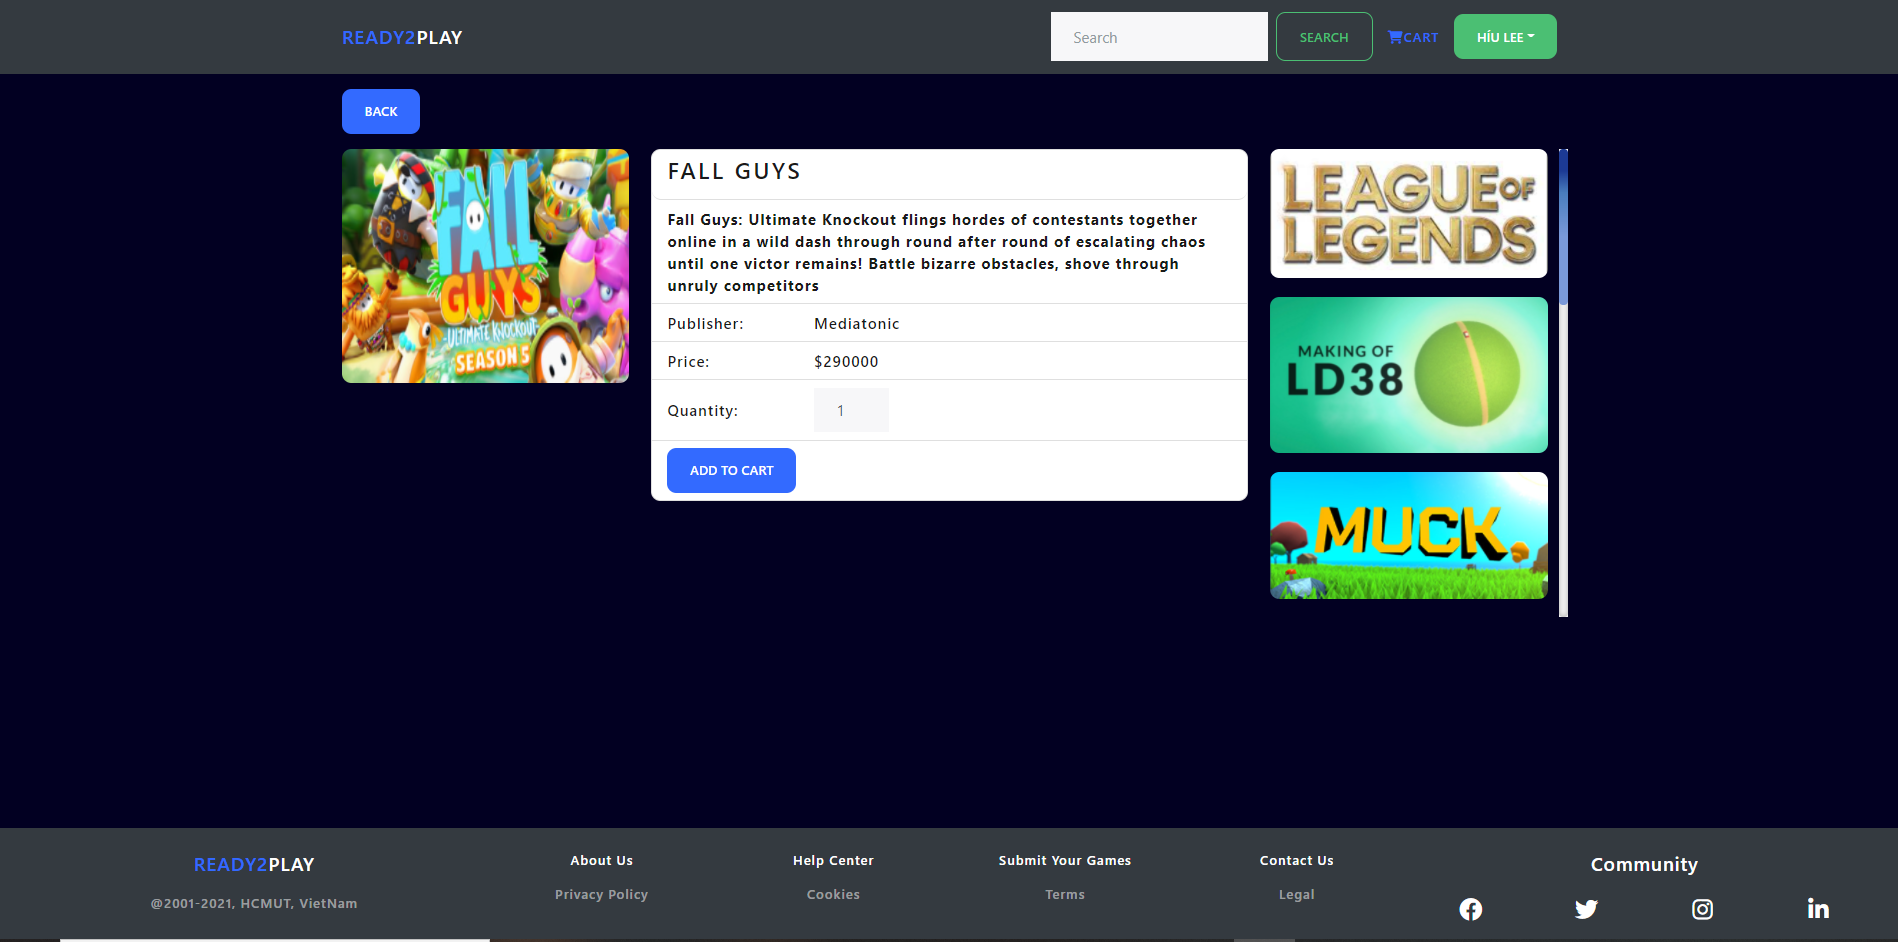 READY2PLAY
Search
SEARCH
CART
HÍU LEE
BACK
FALL
GUYS
-ULTIMATE KNOCKOUT-
SEASON 5
FALL GUYS
Fall Guys: Ultimate Knockout flings hordes of contestants together
online in a wild dash through round after round of escalating chaos
until one victor remains! Battle bizarre obstacles, shove through
unruly competitors
Publisher: Mediatonic
Price: $290000
Quantity: 1
ADD TO CART
LEAGUE OF
LEGENDS
MAKING OF
LD38
MUCK
READY2PLAY
@2001-2021, HCMUT, VietNam
About Us
Privacy Policy
Help Center
Cookies
Submit Your Games
Terms
Contact Us
Legal
Community